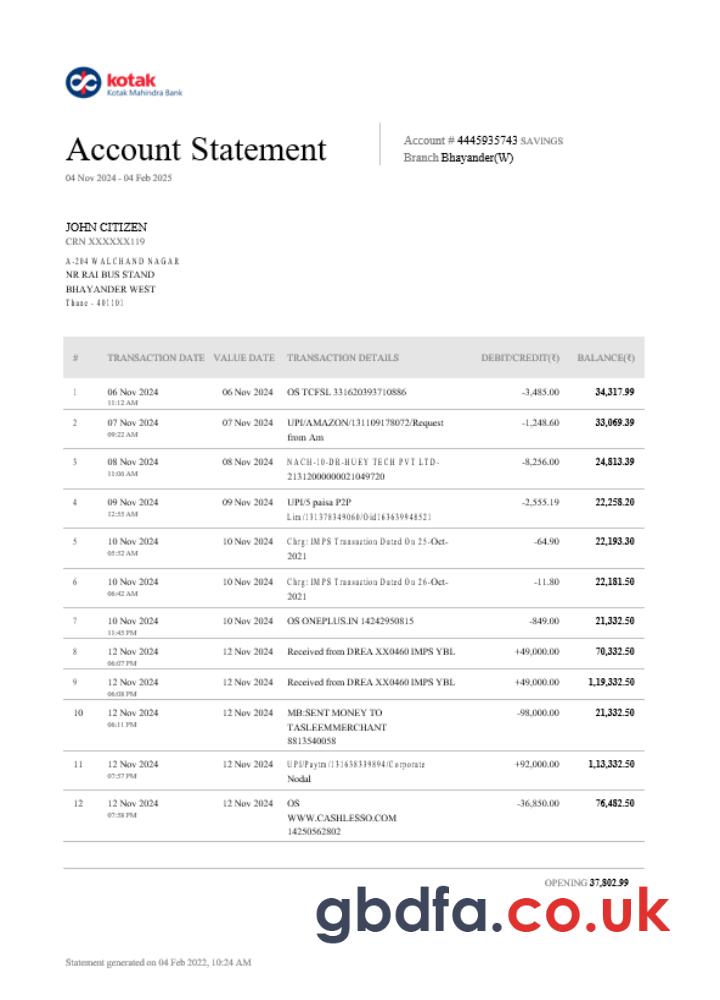 kotak
Kotak Mahindra Bank
Account Statement
04 Nov 2024 - 04 Feb 2025
Account # 4445935743 SAVINGS
Branch Bhayander(W)
JOHN CITIZEN
CRN XXXXXX119
A-204 WALCHAND NAGAR
NR RAI BUS STAND
BHAYANDER WEST
Thane - 401101
# TRANSACTION DATE VALUE DATE TRANSACTION DETAILS DEBIT/CREDIT(₹) BALANCE(₹)
1 06 Nov 2024 06 Nov 2024 OS TCFSL 331620393710886 -3,485.00 34,317.99
11:12 AM
2 07 Nov 2024 07 Nov 2024 UPI/AMAZON/131109178072/Request -1,248.60 33,069.39
09:22 AM from Am
3 08 Nov 2024 08 Nov 2024 NACH-10-DR-HUEY TECH PVT LTD- -8,256.00 24,813.39
11:06 AM 21312000000021049720
4 09 Nov 2024 09 Nov 2024 UPI/5 paisa P2P -2,555.19 22,258.20
12:55 AM Lim/131378349060/Oid163639948521
5 10 Nov 2024 10 Nov 2024 Chrg: IMPS Transaction Dated On 25-Oct- -64.90 22,193.30
05:52 AM 2021
6 10 Nov 2024 10 Nov 2024 Chrg: IMPS Transaction Dated On 26-Oct- -11.80 22,181.50
06:42 AM 2021
7 10 Nov 2024 10 Nov 2024 OS ONEPLUS.IN 14242950815 -849.00 21,332.50
11:45 PM
8 12 Nov 2024 12 Nov 2024 Received from DREA XX0460 IMPS YBL +49,000.00 70,332.50
06:07 PM
9 12 Nov 2024 12 Nov 2024 Received from DREA XX0460 IMPS YBL +49,000.00 1,19,332.50
06:08 PM
10 12 Nov 2024 12 Nov 2024 MB:SENT MONEY TO -98,000.00 21,332.50
06:11 PM TASLEEMMERCHANT
8813540058
11 12 Nov 2024 12 Nov 2024 UPI/Paytm/131638339894/Corporate +92,000.00 1,13,332.50
07:57 PM Nodal
12 12 Nov 2024 12 Nov 2024 OS -36,850.00 76,482.50
07:58 PM WWW.CASHLESSO.COM
14250562802
OPENING 37,802.99
gbdfa.co.uk
Statement generated on 04 Feb 2022, 10:24 AM